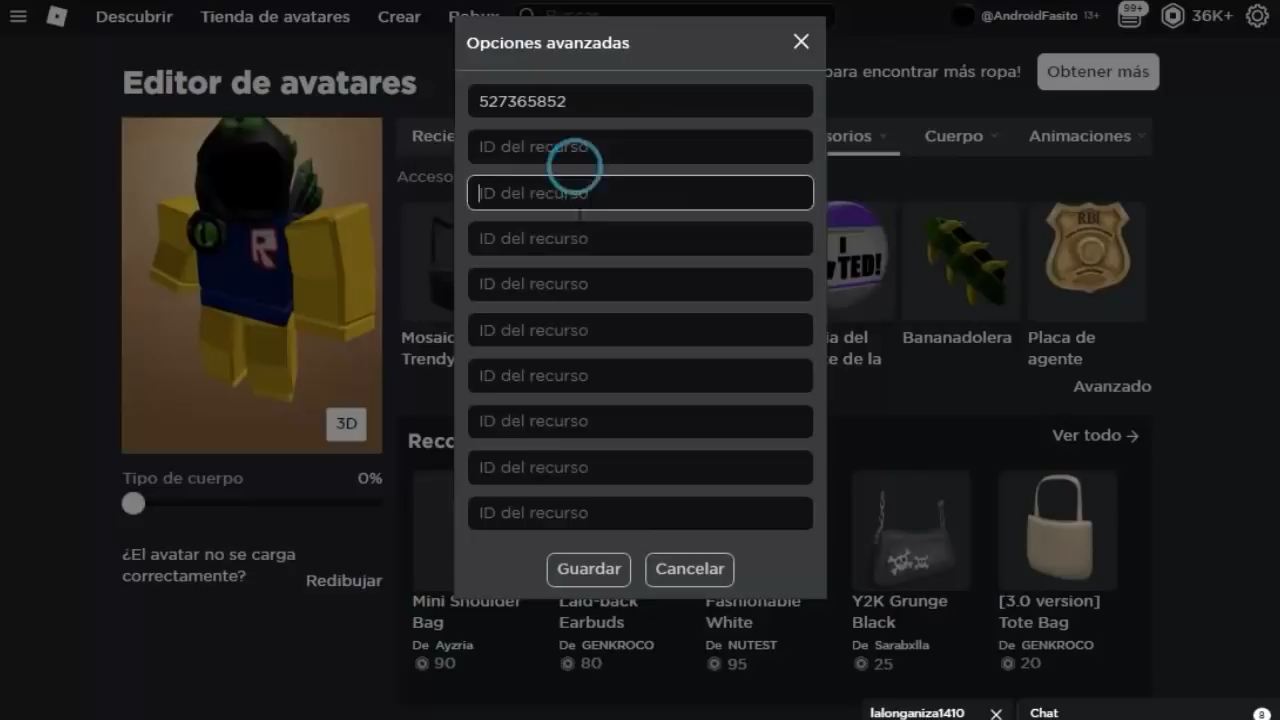 Descubrir
Tienda de avatares
Crear
Robux
Buscar
@AndroidFasito 13+
99+
36K+
Opciones avanzadas
Editor de avatares
para encontrar más ropa!
Obtener más
527365852
ID del recurso
ID del recurso
ID del recurso
ID del recurso
ID del recurso
ID del recurso
ID del recurso
ID del recurso
ID del recurso
Guardar
Cancelar
Cuerpo
Animaciones
R
I
RBI
3D
Bananadolera
Placa de
agente
Avanzado
Ver todo →
Tipo de cuerpo
0%
¿El avatar no se carga
correctamente?
Redibujar
Mini Shoulder
Bag
De Ayzria
90
Laid-back
Earbuds
De GENKROCO
80
Fashionable
White
De NUTEST
95
Y2K Grunge
Black
De Sarabxlla
25
[3.0 version]
Tote Bag
De GENKROCO
20
lalonganiza1410
Chat